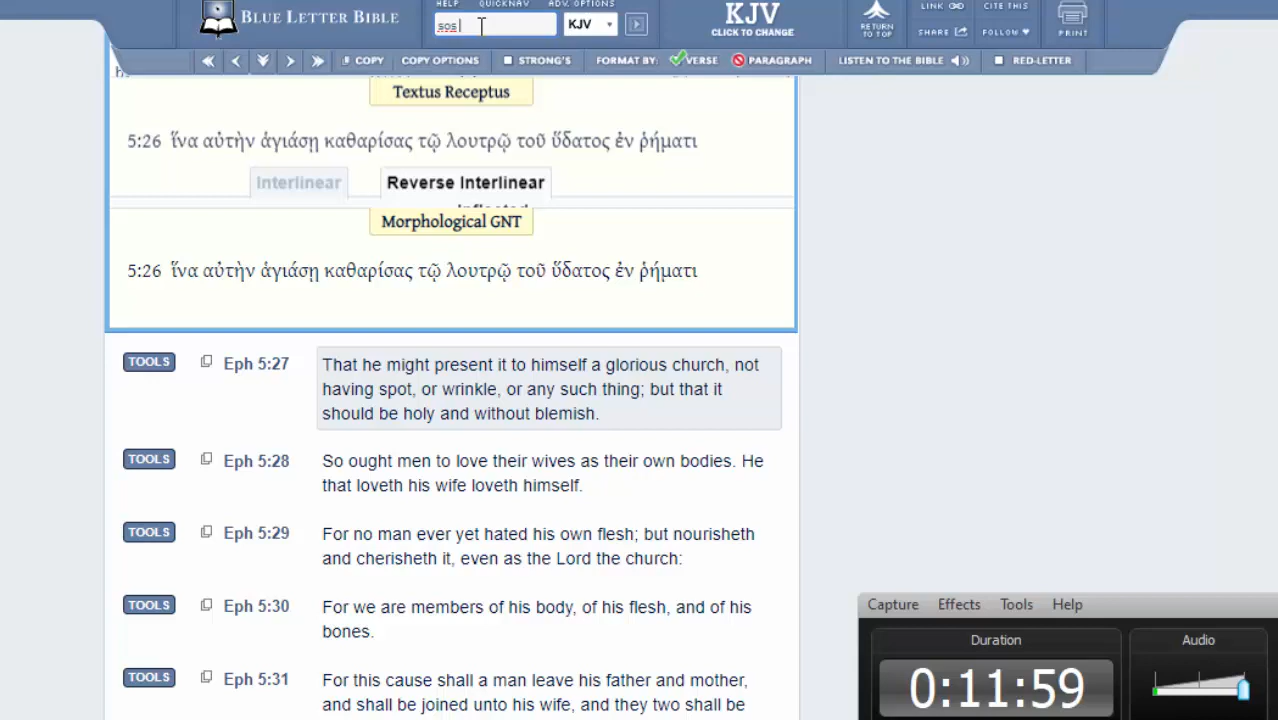 HELP QUICKNAV ADV. OPTIONS
BLUE LETTER BIBLE
sos
KJV
KJV
CLICK TO CHANGE
RETURN
TO TOP
LINK
CITE THIS
SHARE
FOLLOW
PRINT
COPY
COPY OPTIONS
STRONG'S
FORMAT BY:
VERSE
PARAGRAPH
LISTEN TO THE BIBLE
RED-LETTER
Textus Receptus
5:26 ἵνα αὐτὴν ἁγιάσῃ καθαρίσας τῷ λουτρῷ τοῦ ὕδατος ἐν ῥήματι
Interlinear
Reverse Interlinear
Morphological GNT
5:26 ἵνα αὐτὴν ἁγιάσῃ καθαρίσας τῷ λουτρῷ τοῦ ὕδατος ἐν ῥήματι
TOOLS Eph 5:27 That he might present it to himself a glorious church, not
having spot, or wrinkle, or any such thing; but that it
should be holy and without blemish.
TOOLS Eph 5:28 So ought men to love their wives as their own bodies. He
that loveth his wife loveth himself.
TOOLS Eph 5:29 For no man ever yet hated his own flesh; but nourisheth
and cherisheth it, even as the Lord the church:
TOOLS Eph 5:30 For we are members of his body, of his flesh, and of his
bones.
TOOLS Eph 5:31 For this cause shall a man leave his father and mother,
and shall be joined unto his wife, and they two shall be
Capture Effects Tools Help
Duration
Audio
0:11:59